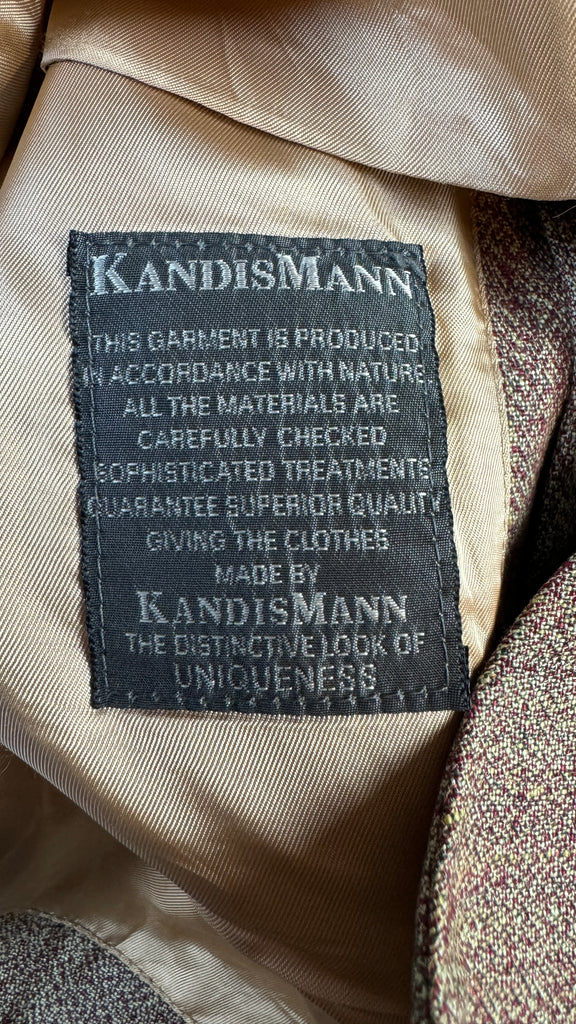 KANDISMANN
THIS GARMENT IS PRODUCED
IN ACCORDANCE WITH NATURE.
ALL THE MATERIALS ARE
CAREFULLY CHECKED
SOPHISTICATED TREATMENTS
GUARANTEE SUPERIOR QUALITY
GIVING THE CLOTHES
MADE BY
KANDISMANN
THE DISTINCTIVE LOOK OF
UNIQUENESS